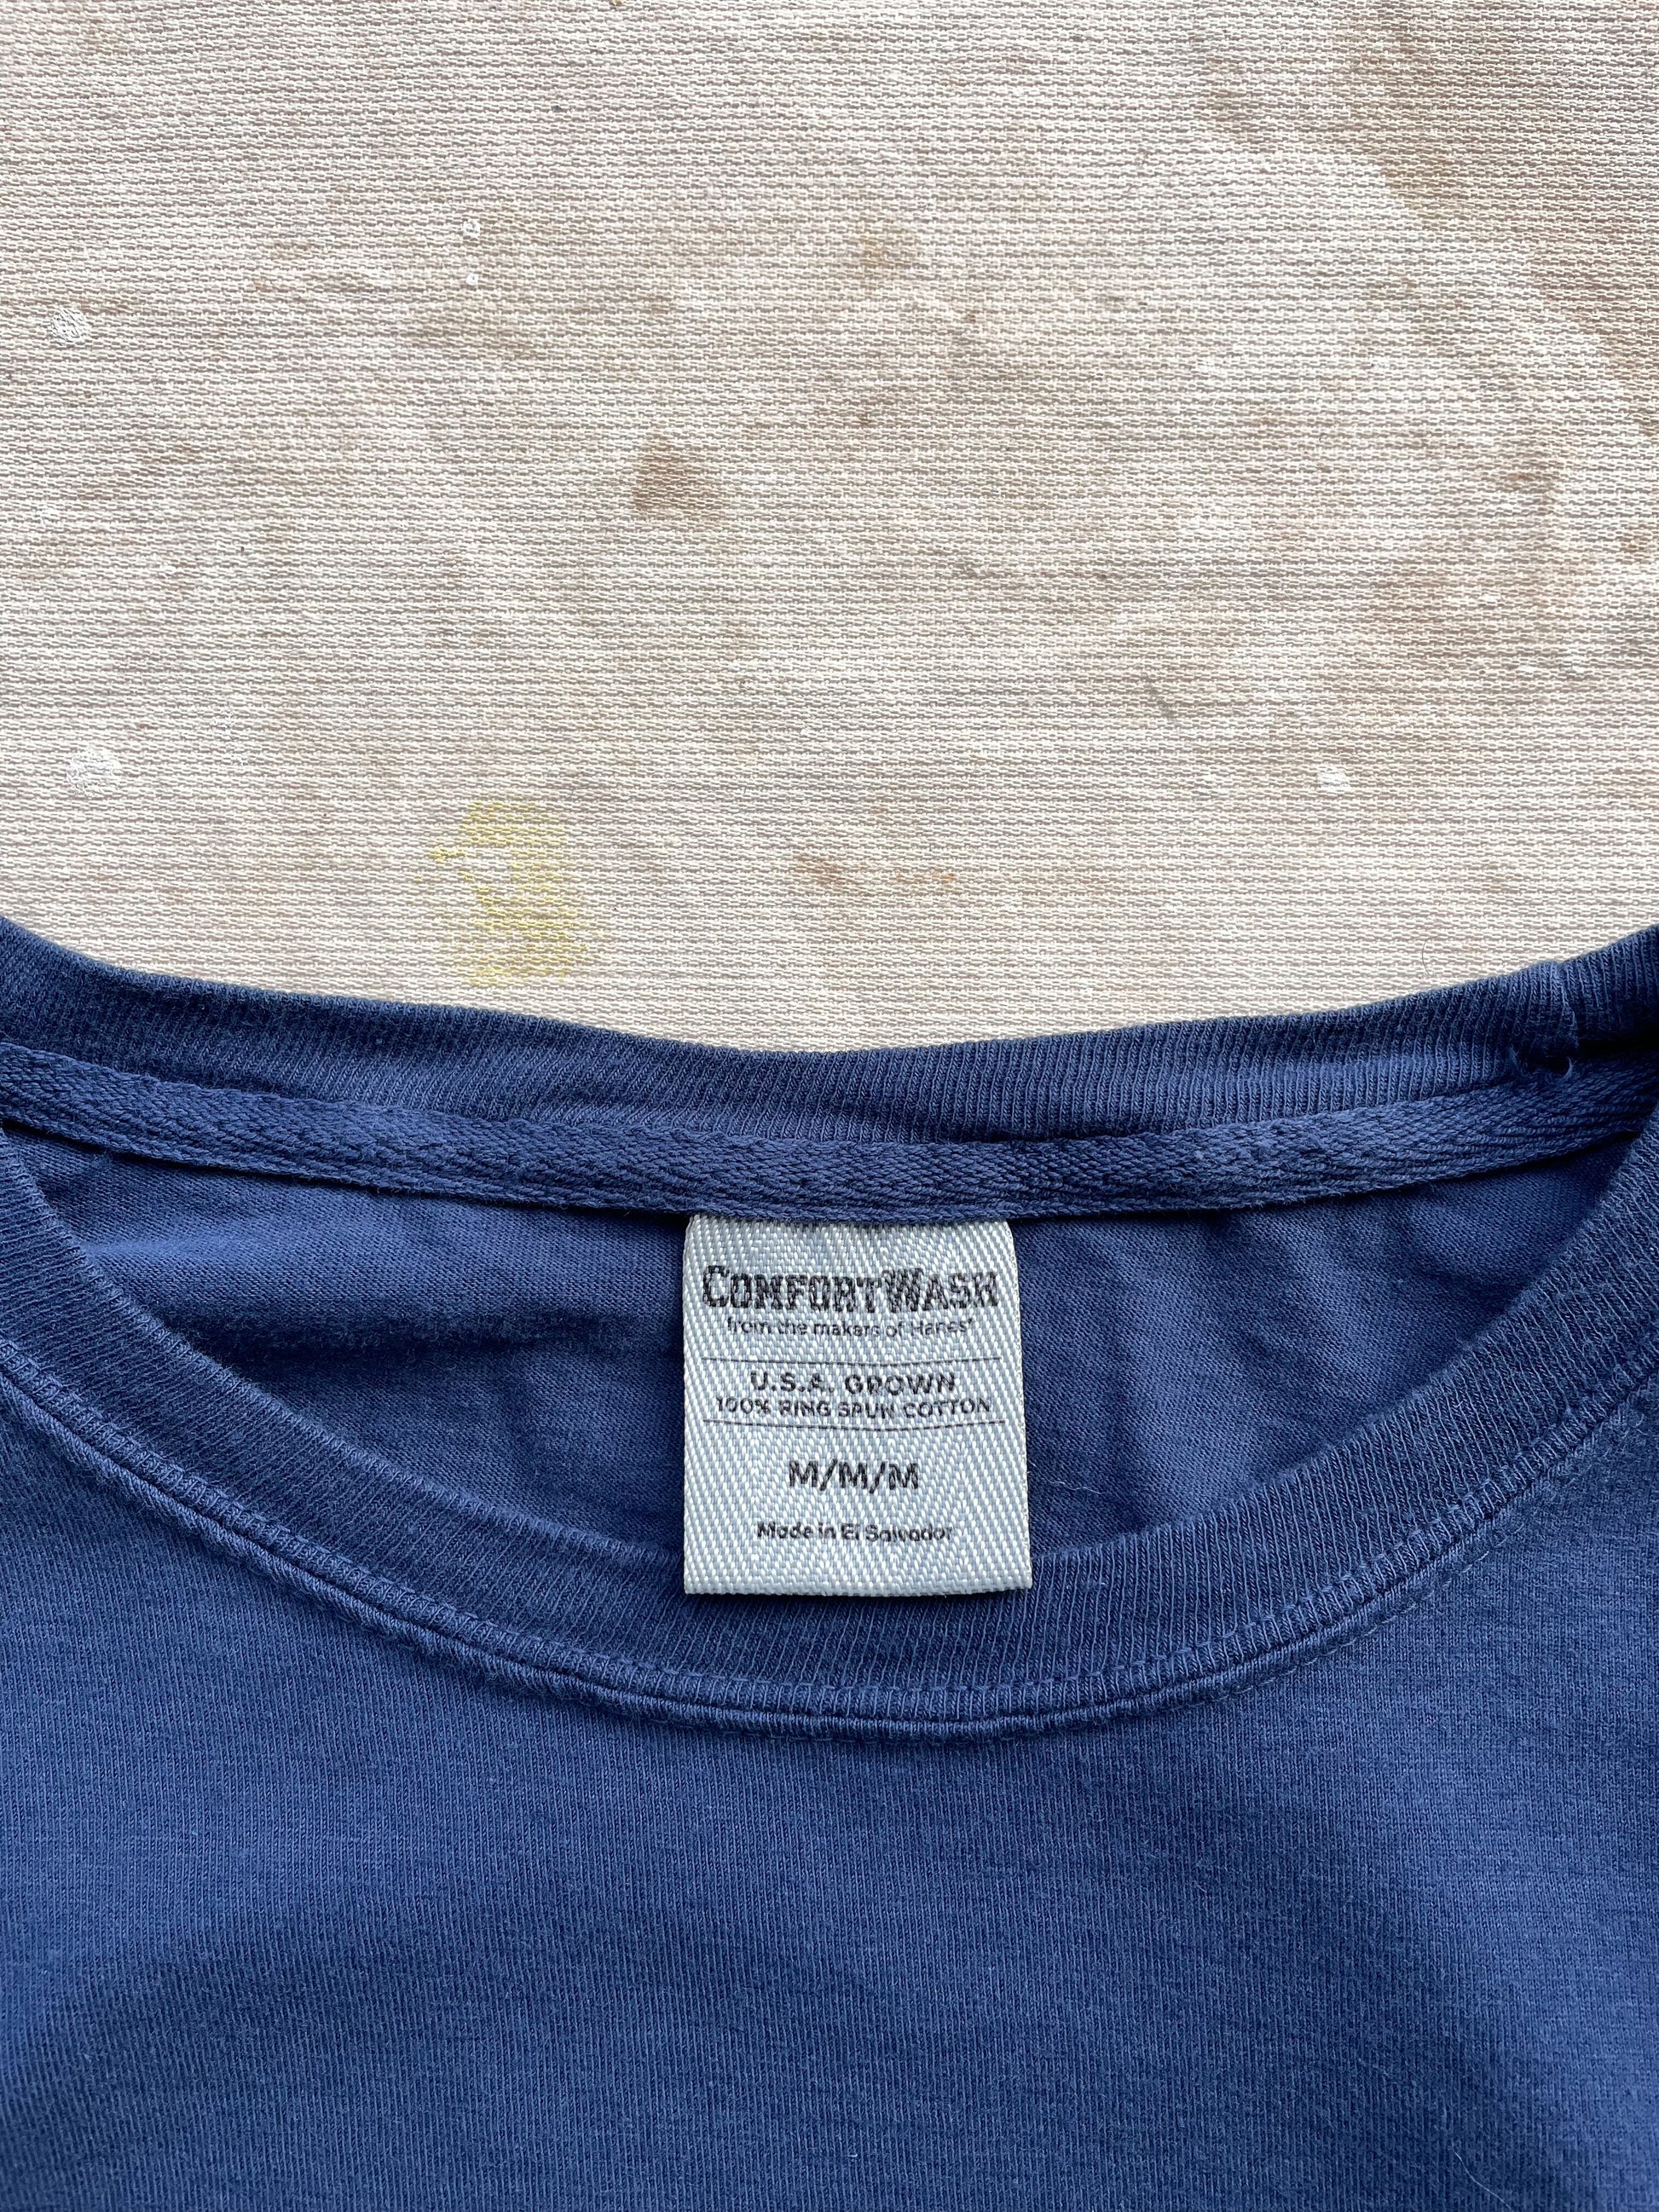 COMFORTWASH
from the makers of Hanes®
U.S.A. GROWN
100% RING SPUN COTTON
M/M/M
Made in El Salvador